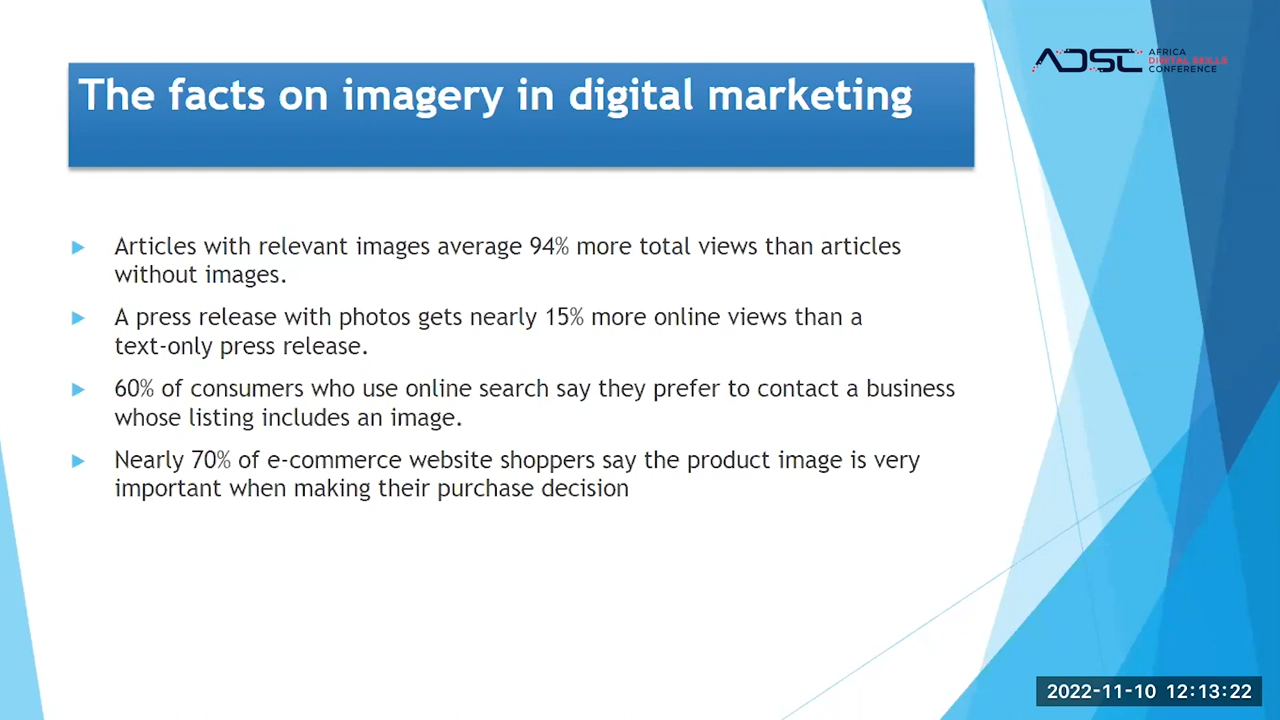 AFRICA
DIGITAL SKILLS
CONFERENCE
ADSC
The facts on imagery in digital marketing
Articles with relevant images average 94% more total views than articles
without images.
A press release with photos gets nearly 15% more online views than a
text-only press release.
60% of consumers who use online search say they prefer to contact a business
whose listing includes an image.
Nearly 70% of e-commerce website shoppers say the product image is very
important when making their purchase decision
2022-11-10 12:13:22